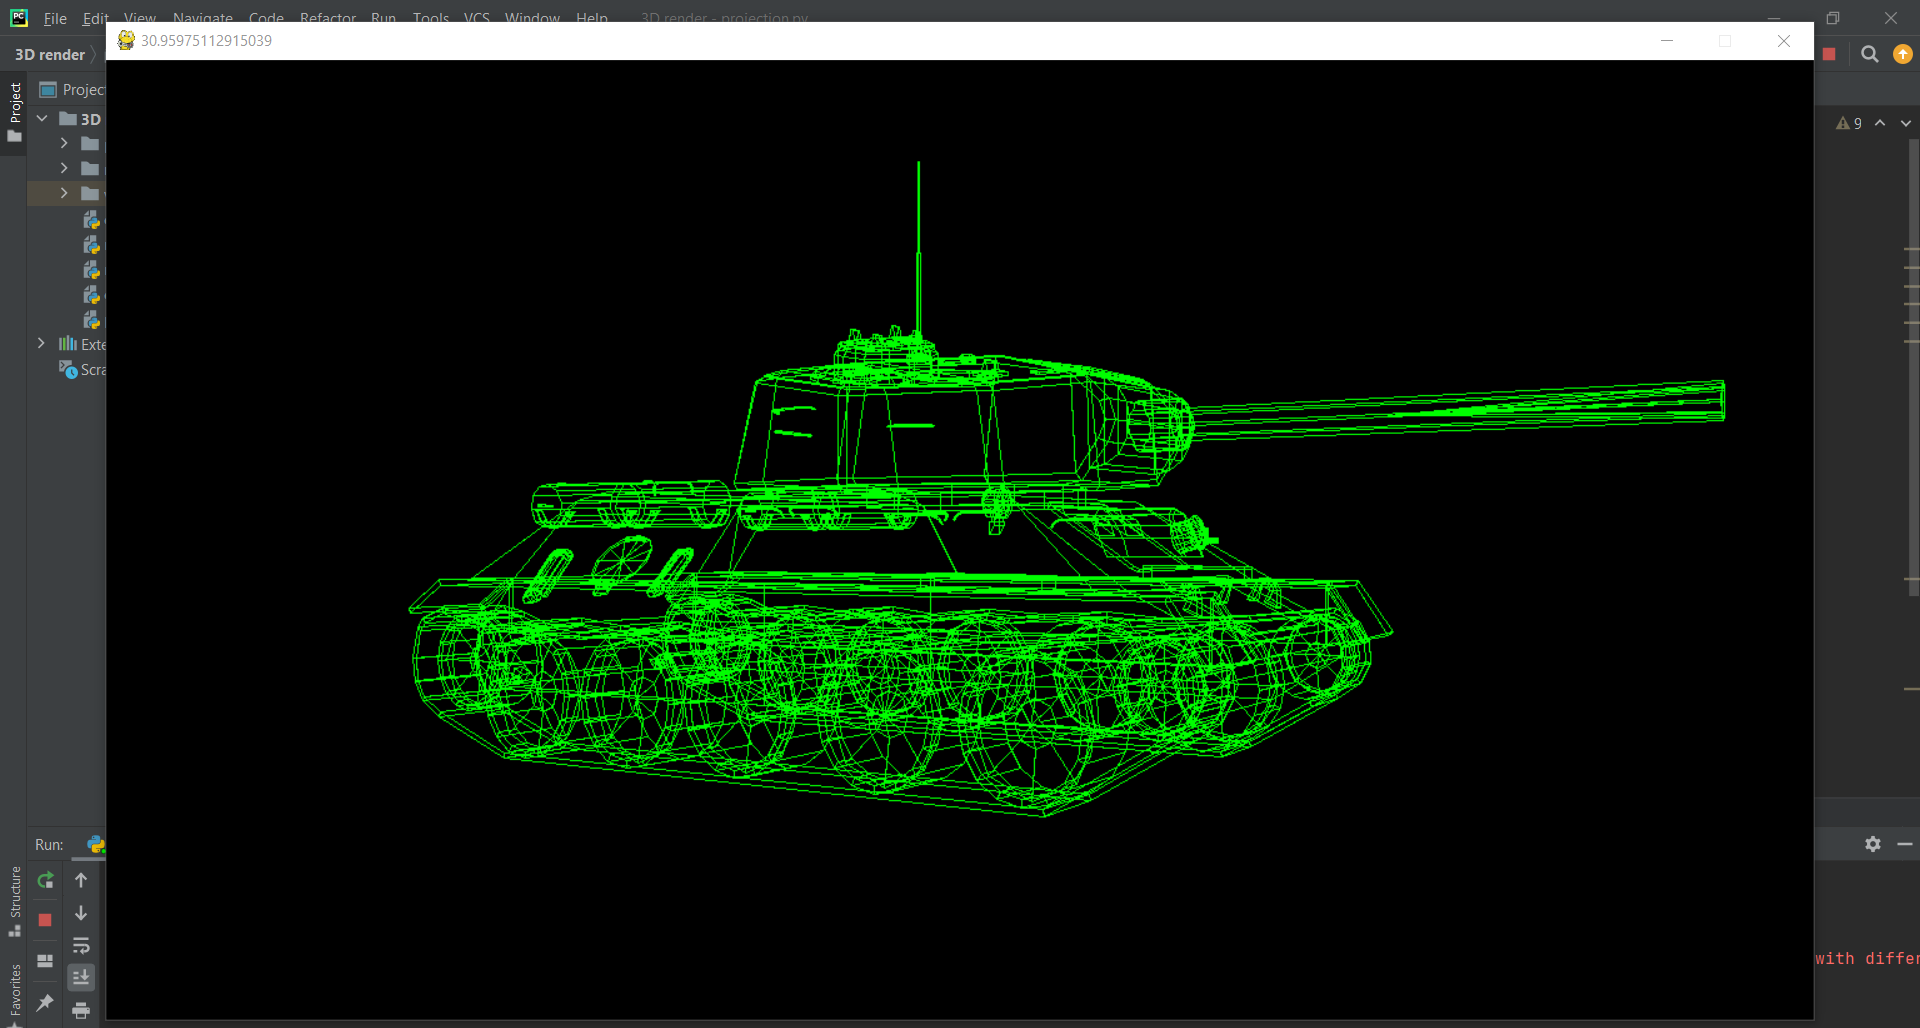 PC
File Edit View Navigate Code Refactor Run Tools VCS Window Help 3D render - projection.py
30.95975112915039
3D render
Project
Projec
3D
9
Exte
Scra
Run:
Structure
Favorites
with differ